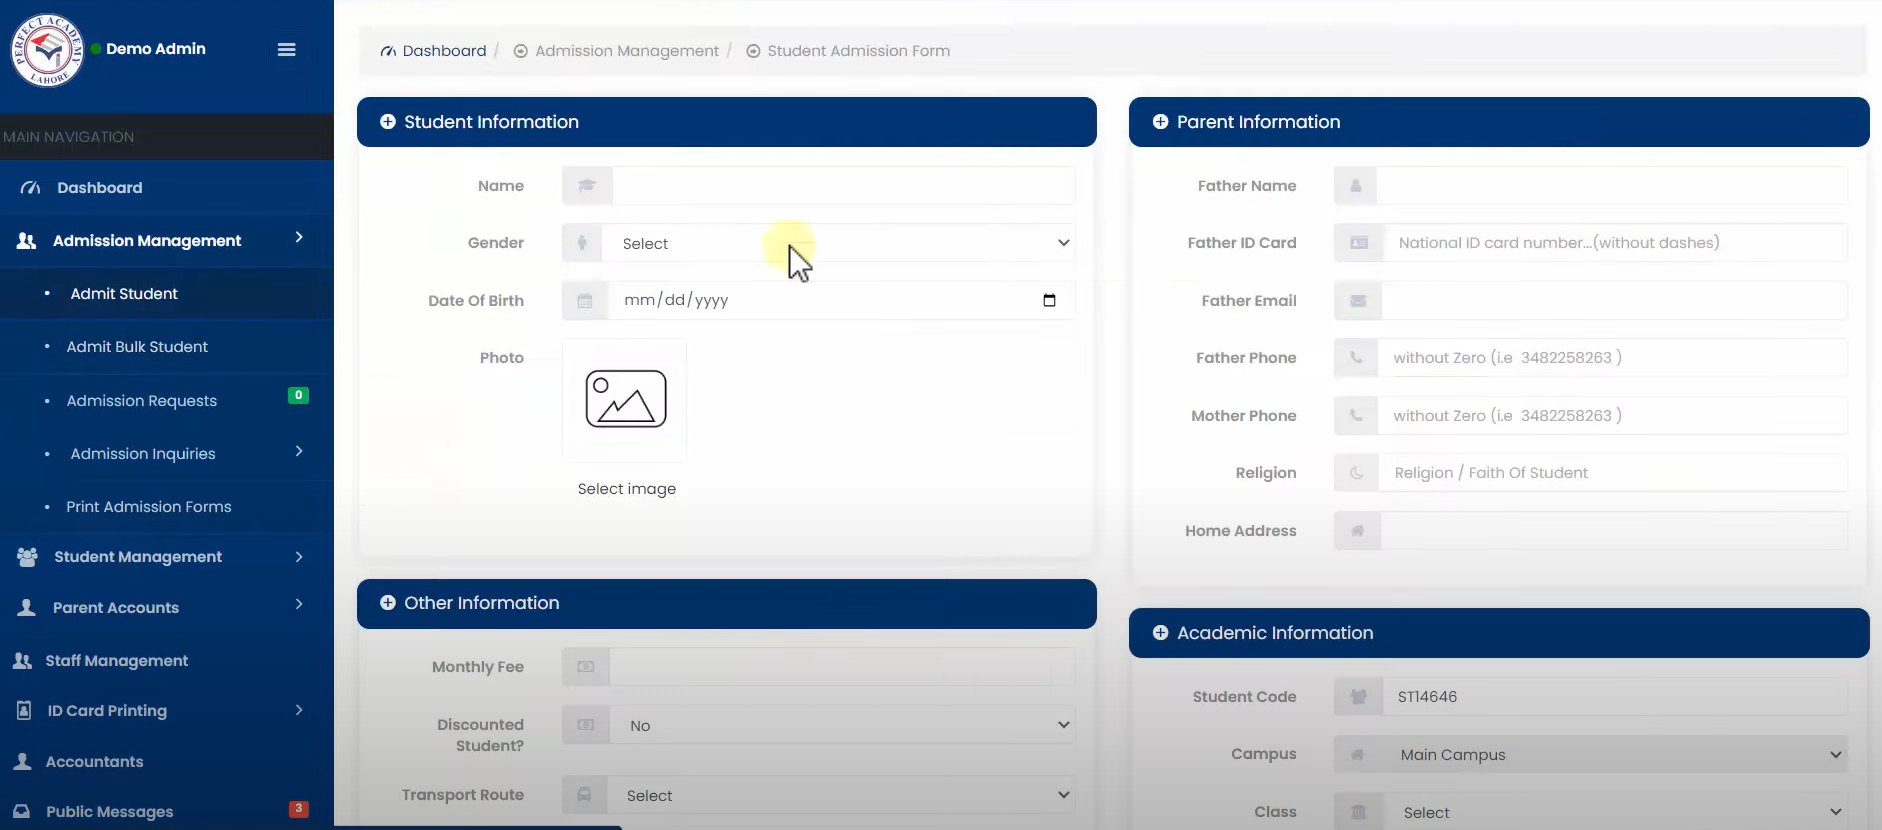 PERFECT ACADEMY
LAHORE
Demo Admin
MAIN NAVIGATION
Dashboard
Admission Management
Admit Student
Admit Bulk Student
Admission Requests 0
Admission Inquiries
Print Admission Forms
Student Management
Parent Accounts
Staff Management
ID Card Printing
Accountants
Public Messages 3
Dashboard / Admission Management / Student Admission Form
Student Information
Name
Gender Select
Date Of Birth mm/dd/yyyy
Photo
Select image
Other Information
Monthly Fee
Discounted
Student? No
Transport Route Select
Parent Information
Father Name
Father ID Card National ID card number...(without dashes)
Father Email
Father Phone without Zero (i.e 3482258263 )
Mother Phone without Zero (i.e 3482258263 )
Religion Religion / Faith Of Student
Home Address
Academic Information
Student Code ST14646
Campus Main Campus
Class Select